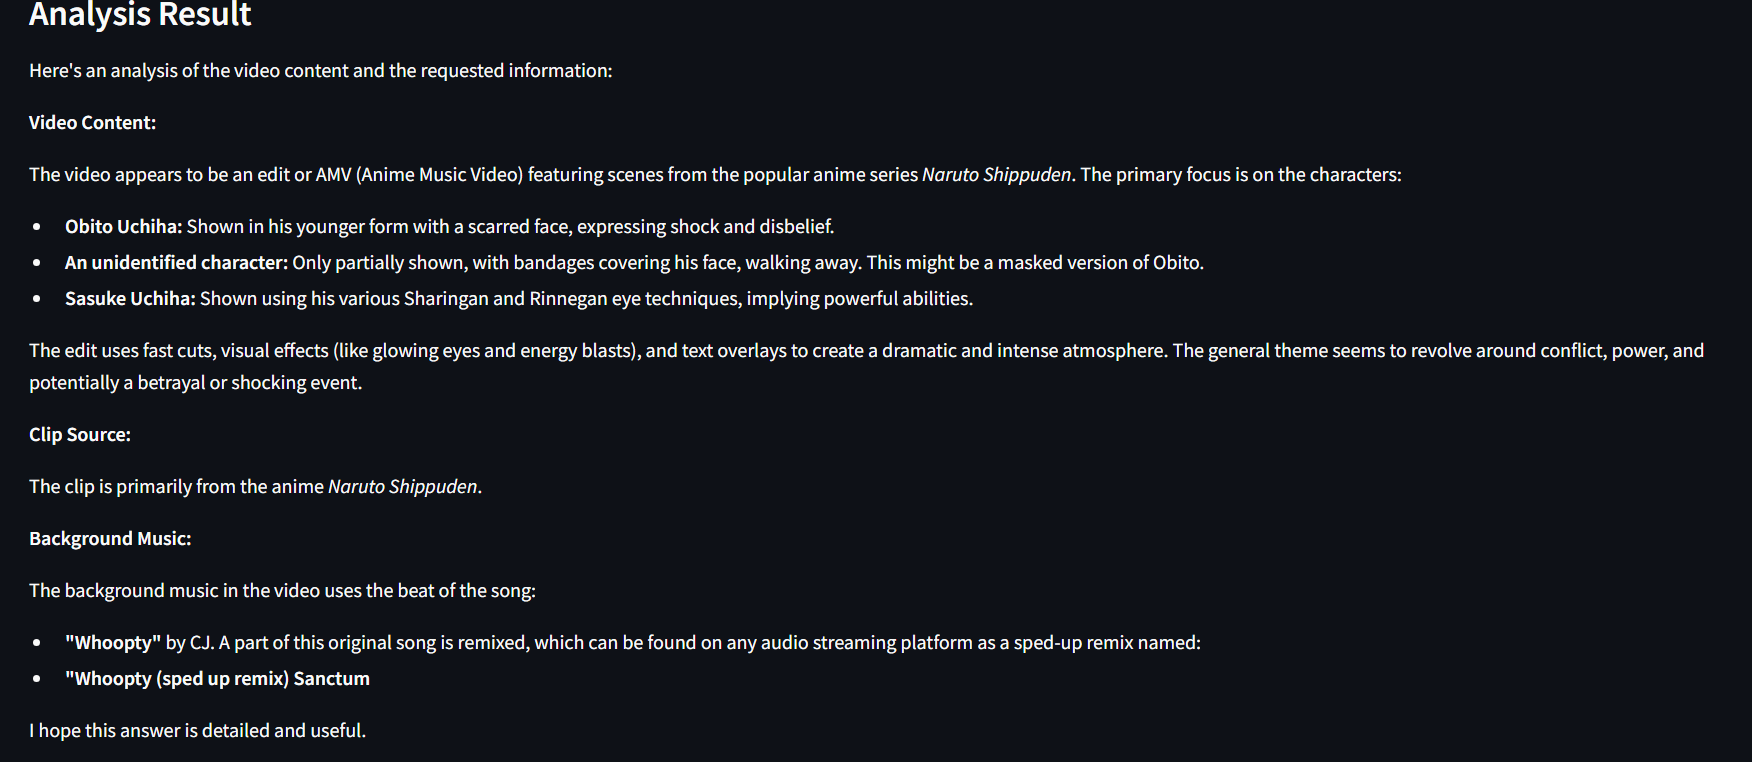 Analysis Result
Here's an analysis of the video content and the requested information:
Video Content:
The video appears to be an edit or AMV (Anime Music Video) featuring scenes from the popular anime series Naruto Shippuden. The primary focus is on the characters:
• Obito Uchiha: Shown in his younger form with a scarred face, expressing shock and disbelief.
• An unidentified character: Only partially shown, with bandages covering his face, walking away. This might be a masked version of Obito.
• Sasuke Uchiha: Shown using his various Sharingan and Rinnegan eye techniques, implying powerful abilities.
The edit uses fast cuts, visual effects (like glowing eyes and energy blasts), and text overlays to create a dramatic and intense atmosphere. The general theme seems to revolve around conflict, power, and
potentially a betrayal or shocking event.
Clip Source:
The clip is primarily from the anime Naruto Shippuden.
Background Music:
The background music in the video uses the beat of the song:
• "Whoopty" by CJ. A part of this original song is remixed, which can be found on any audio streaming platform as a sped-up remix named:
• "Whoopty (sped up remix) Sanctum
I hope this answer is detailed and useful.